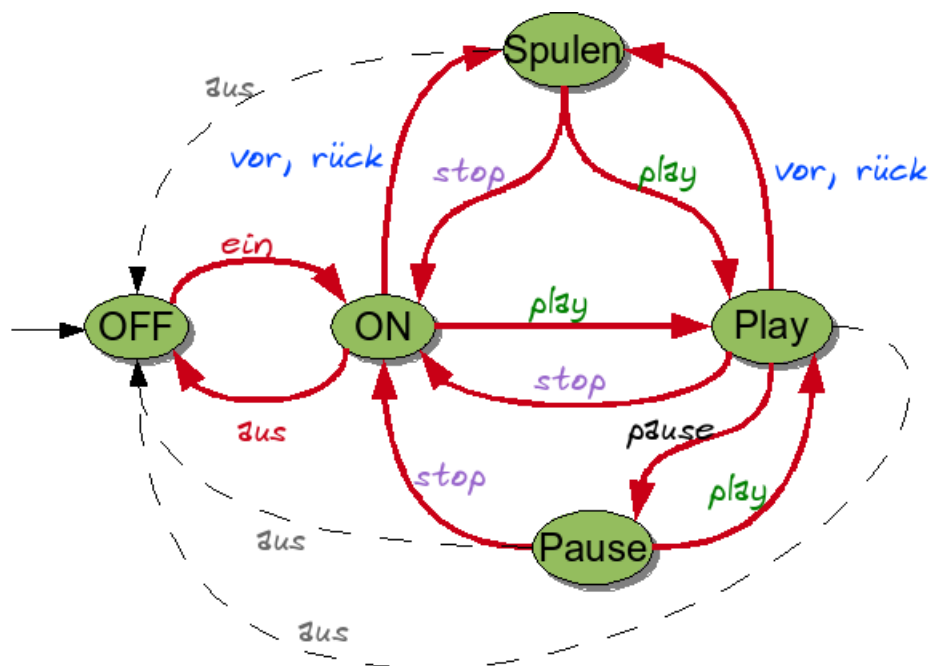 Spulen
aus
vor, rück
stop
play
vor, rück
ein
OFF
ON
play
Play
stop
aus
pause
stop
play
Pause
aus
aus